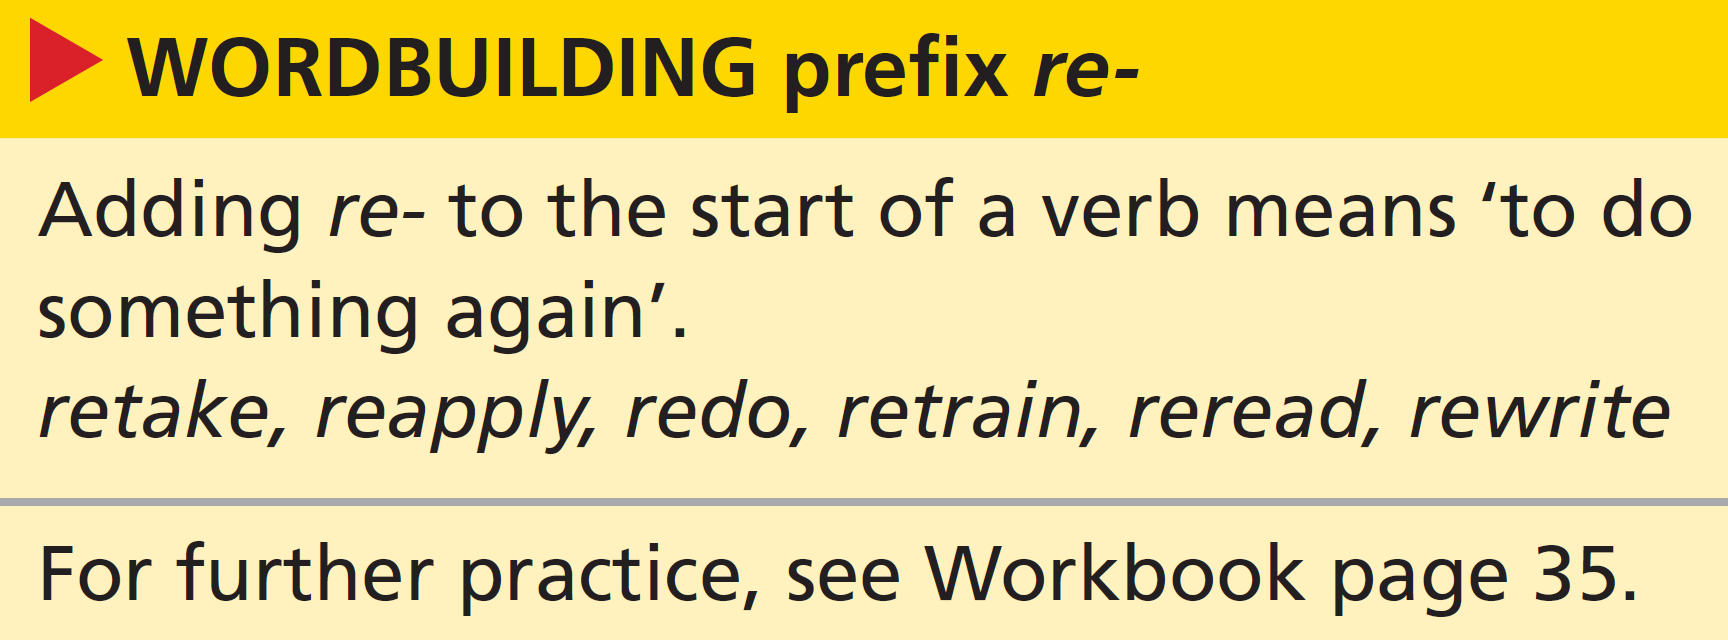 WORDBUILDING prefix re-
Adding re- to the start of a verb means ‘to do
something again’.
retake, reapply, redo, retrain, reread, rewrite
For further practice, see Workbook page 35.